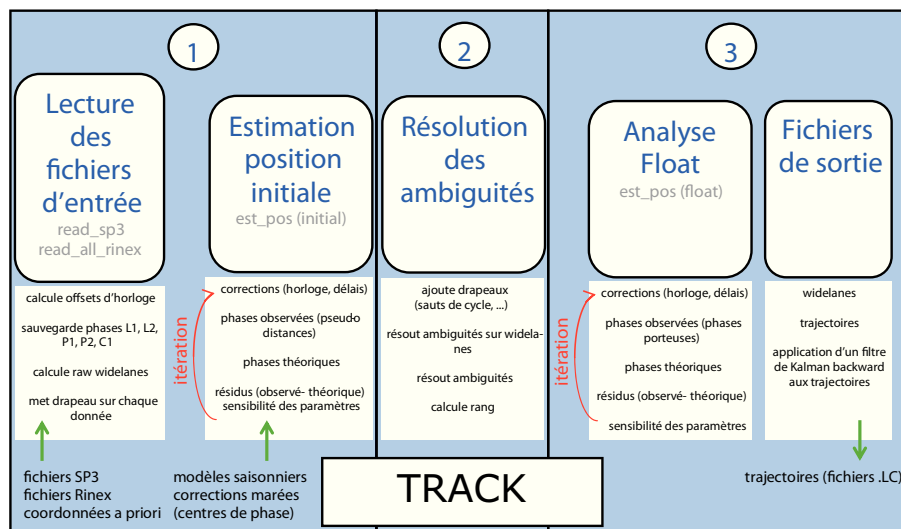 1
2
3
Lecture
des
fichiers
d'entrée
read_sp3
read_all_rinex
Estimation
position
initiale
est_pos (initial)
Résolution
des
ambiguités
Analyse
Float
est_pos (float)
Fichiers
de sortie
calcule offsets d'horloge
sauvegarde phases L1, L2,
P1, P2, C1
calcule raw widelanes
met drapeau sur chaque
donnée
itération
corrections (horloge, délais)
phases observées (pseudo
distances)
phases théoriques
résidus (observé- théorique)
sensibilité des paramètres
ajoute drapeaux
(sauts de cycle, ...)
résout ambiguités sur widela-
nes
résout ambiguités
calcule rang
itération
corrections (horloge, délais)
phases observées (phases
porteuses)
phases théoriques
résidus (observé- théorique)
sensibilité des paramètres
widelanes
trajectoires
application d'un filtre
de Kalman backward
aux trajectoires
fichiers SP3
fichiers Rinex
coordonnées a priori
modèles saisonniers
corrections marées
(centres de phase)
TRACK
trajectoires (fichiers .LC)